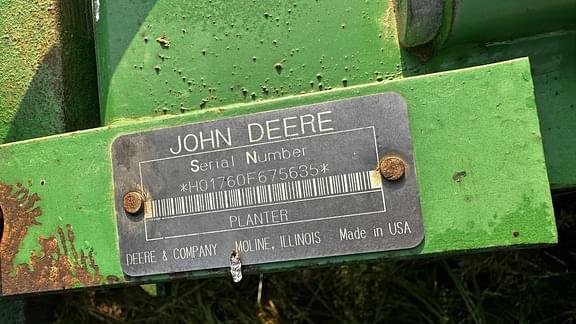 JOHN DEERE
Serial Number
*H01760F675635*
PLANTER
DEERE & COMPANY MOLINE, ILLINOIS Made in USA